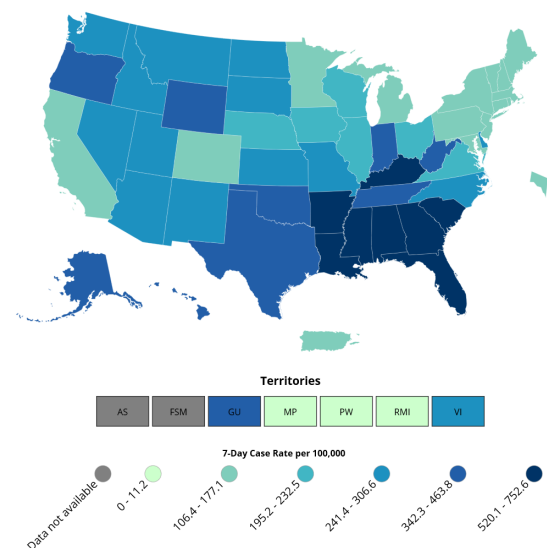 Territories
AS FSM GU MP PW RMI VI
7-Day Case Rate per 100,000
Data not available
0 - 11.2
106.4 - 177.1
195.2 - 232.5
241.4 - 306.6
342.3 - 463.8
520.1 - 752.6